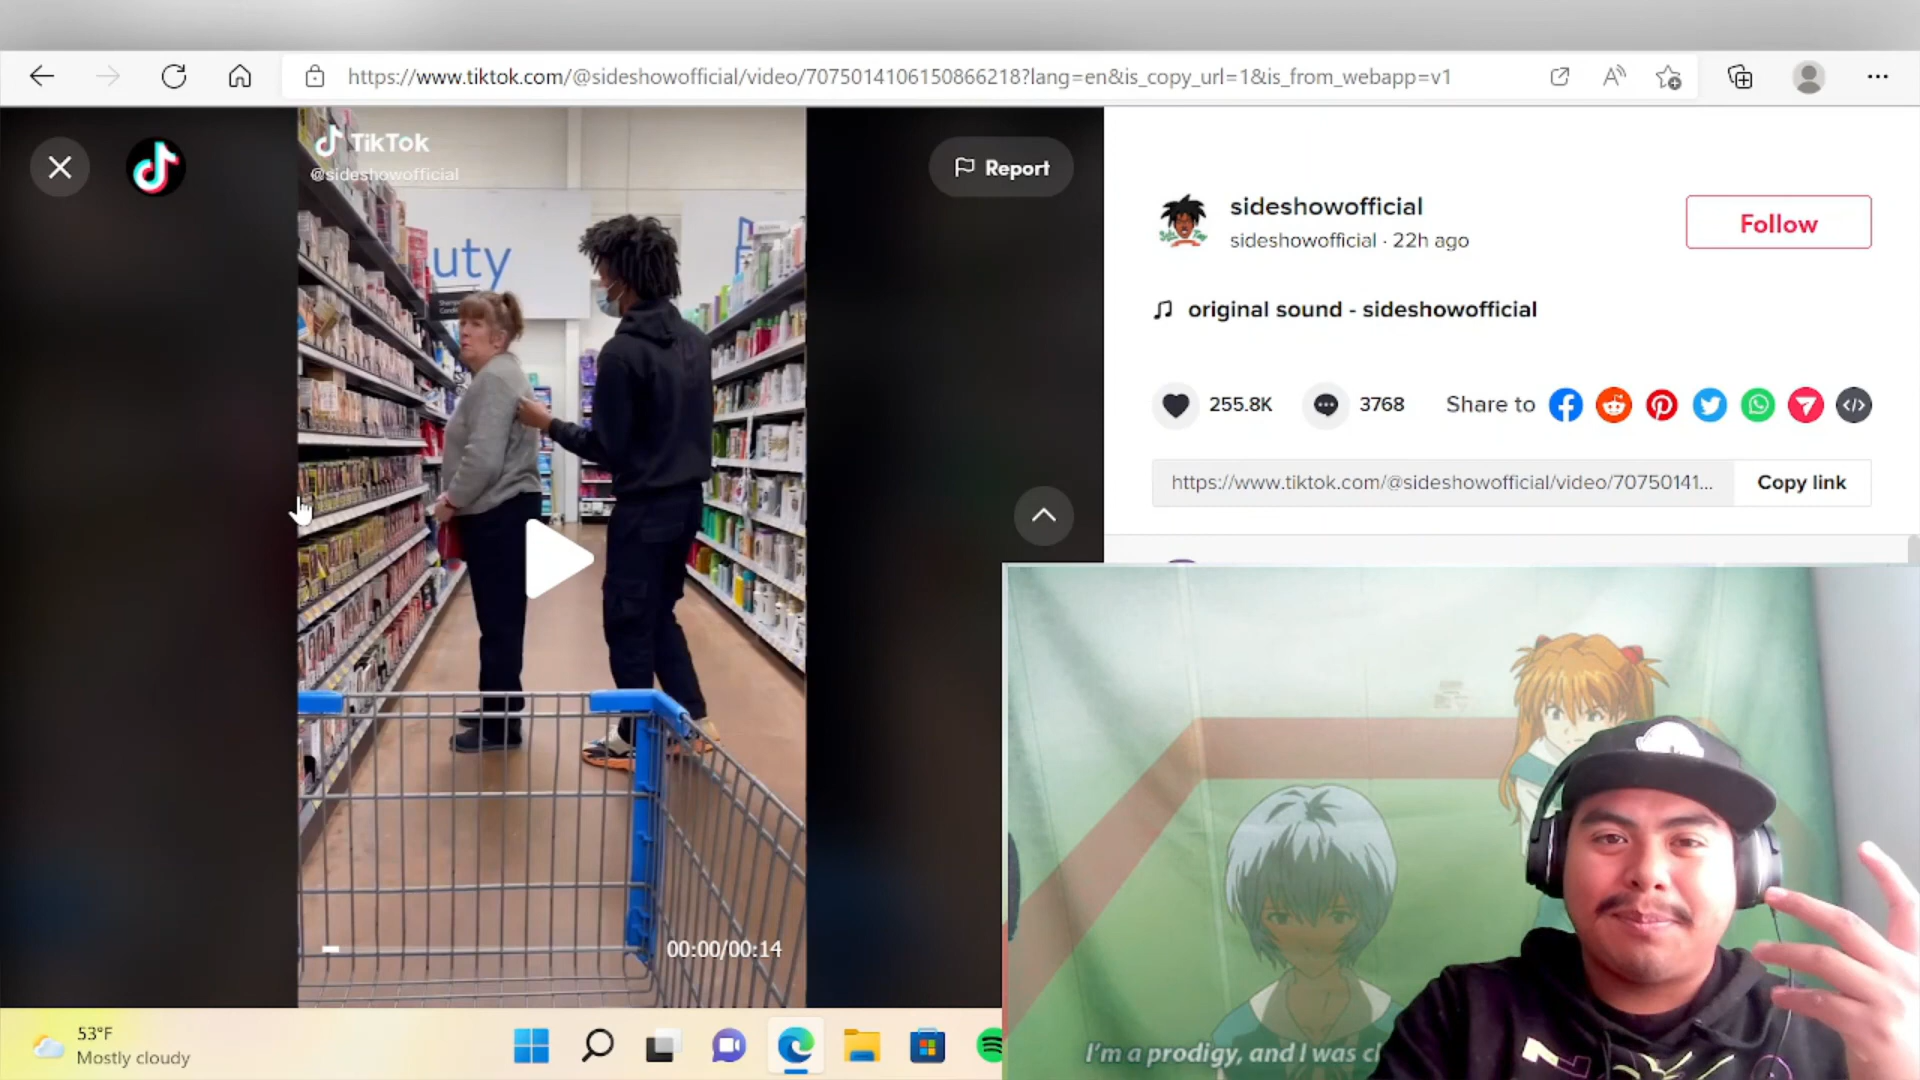 https://www.tiktok.com/@sideshowofficial/video/7075014106150866218?lang=en&is_copy_url=1&is_from_webapp=v1
TikTok
@sideshowofficial
Report
uty
sideshowofficial
sideshowofficial · 22h ago
Follow
original sound - sideshowofficial
255.8K
3768
Share to
https://www.tiktok.com/@sideshowofficial/video/70750141...
Copy link
00:00/00:14
I'm a prodigy, and I was cl
53°F
Mostly cloudy